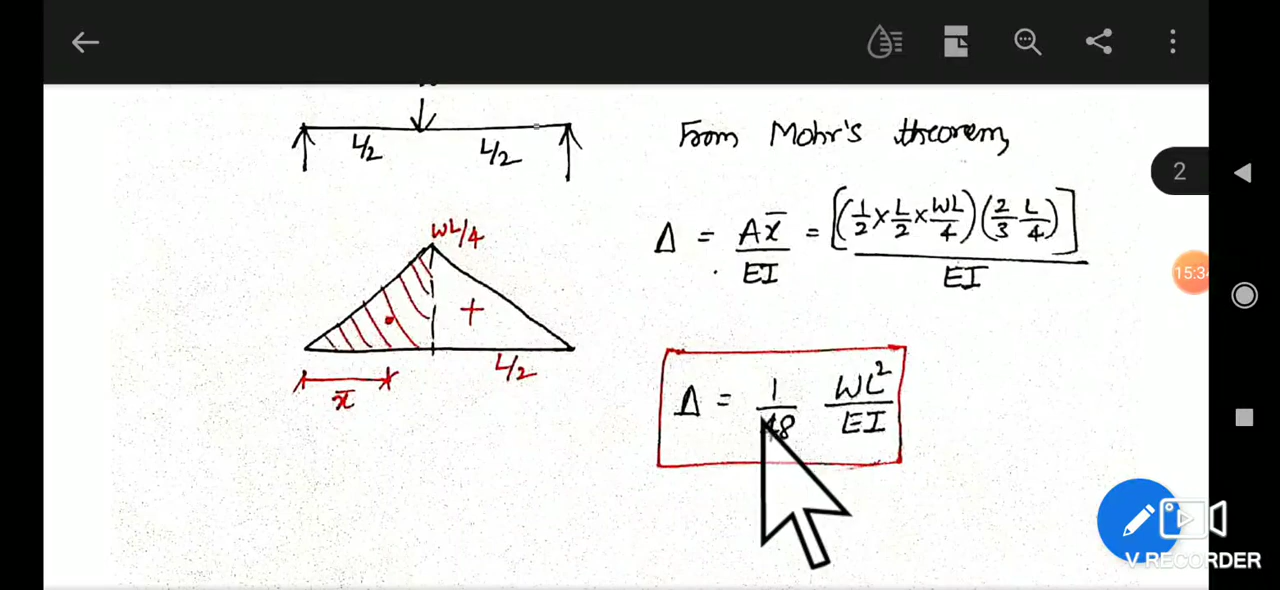 2
L/2 L/2
From Mohr's theorem,
WL/4
Δ = Ax̄/EI = [(1/2 × L/2 × WL/4)(2/3 L/4)]/EI
15:34
+
L/2
x̄
Δ = 1/48 WL²/EI
V RECORDER